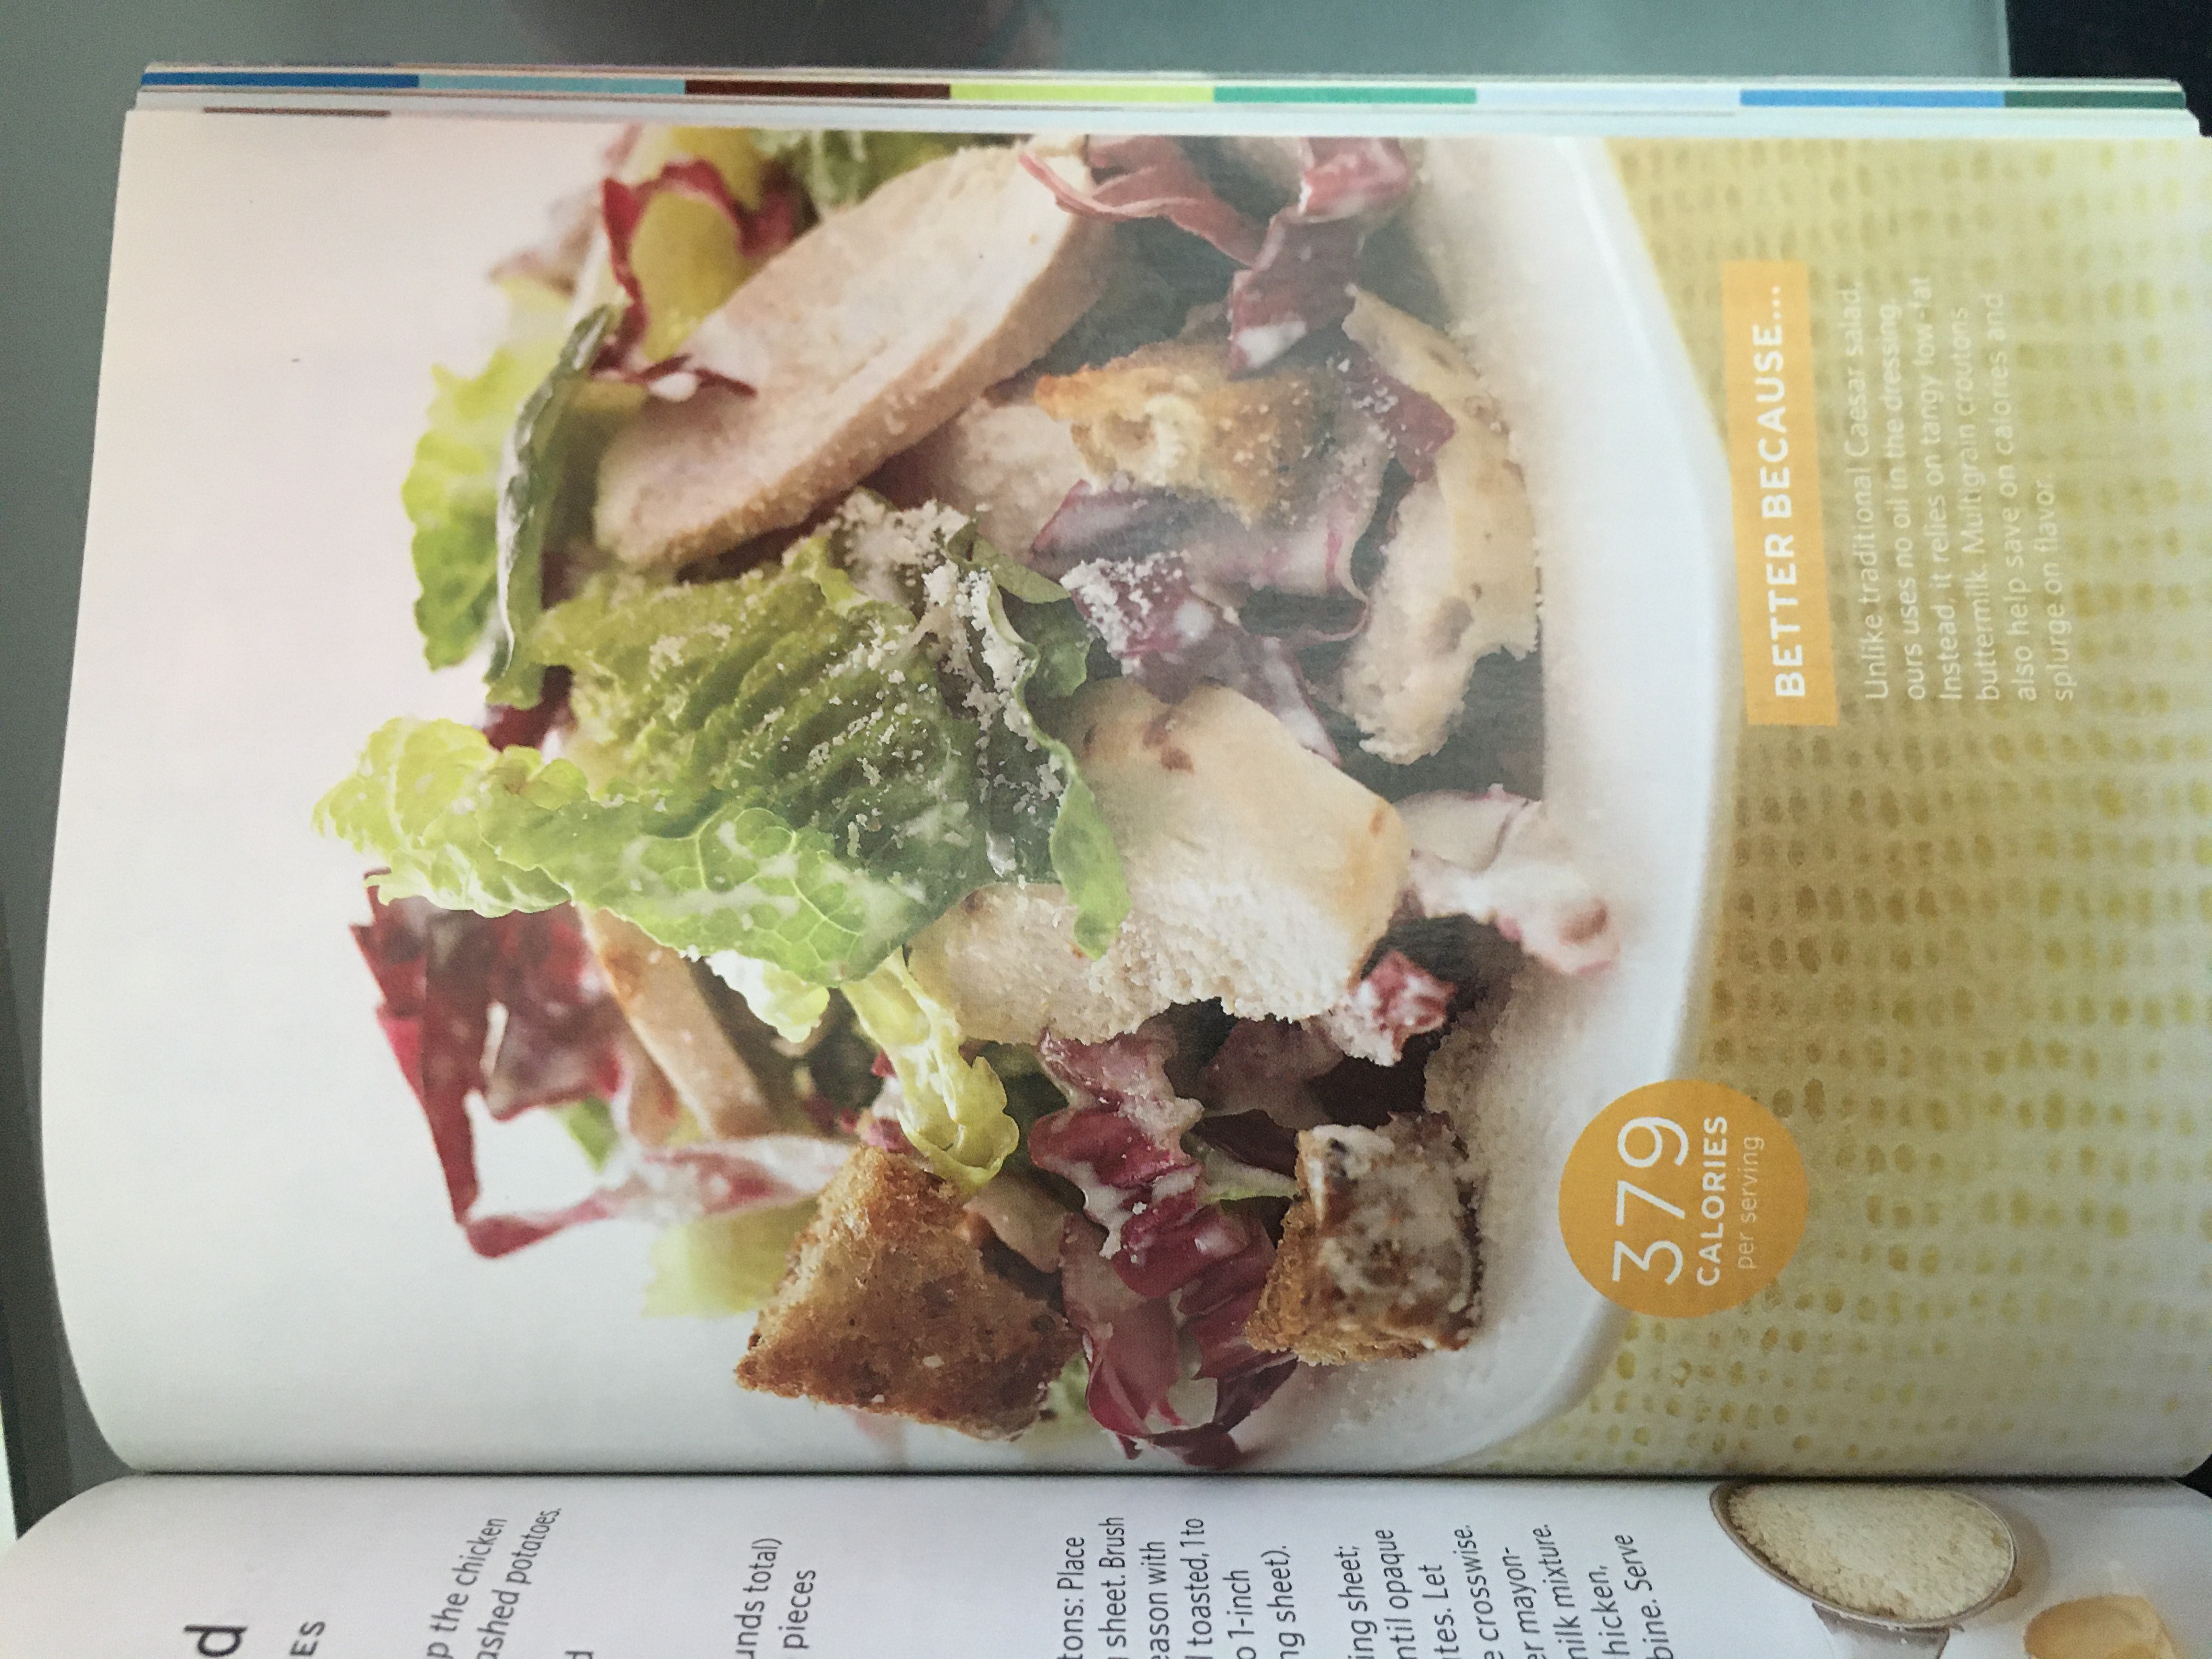 d
ES
p the chicken
ashed potatoes
d
unds total)
pieces
tons: Place
sheet. Brush
eason with
toasted, 1 to
o 1-inch
ng sheet).
ing sheet;
ntil opaque
tes. Let
e crosswise.
er mayon-
milk mixture.
hicken,
bine. Serve
379
CALORIES
per serving
BETTER BECAUSE...
Unlike traditional Caesar salad,
ours uses no oil in the dressing.
Instead, it relies on tangy low-fat
buttermilk. Multigrain croutons
also help save on calories and
splurge on flavor.